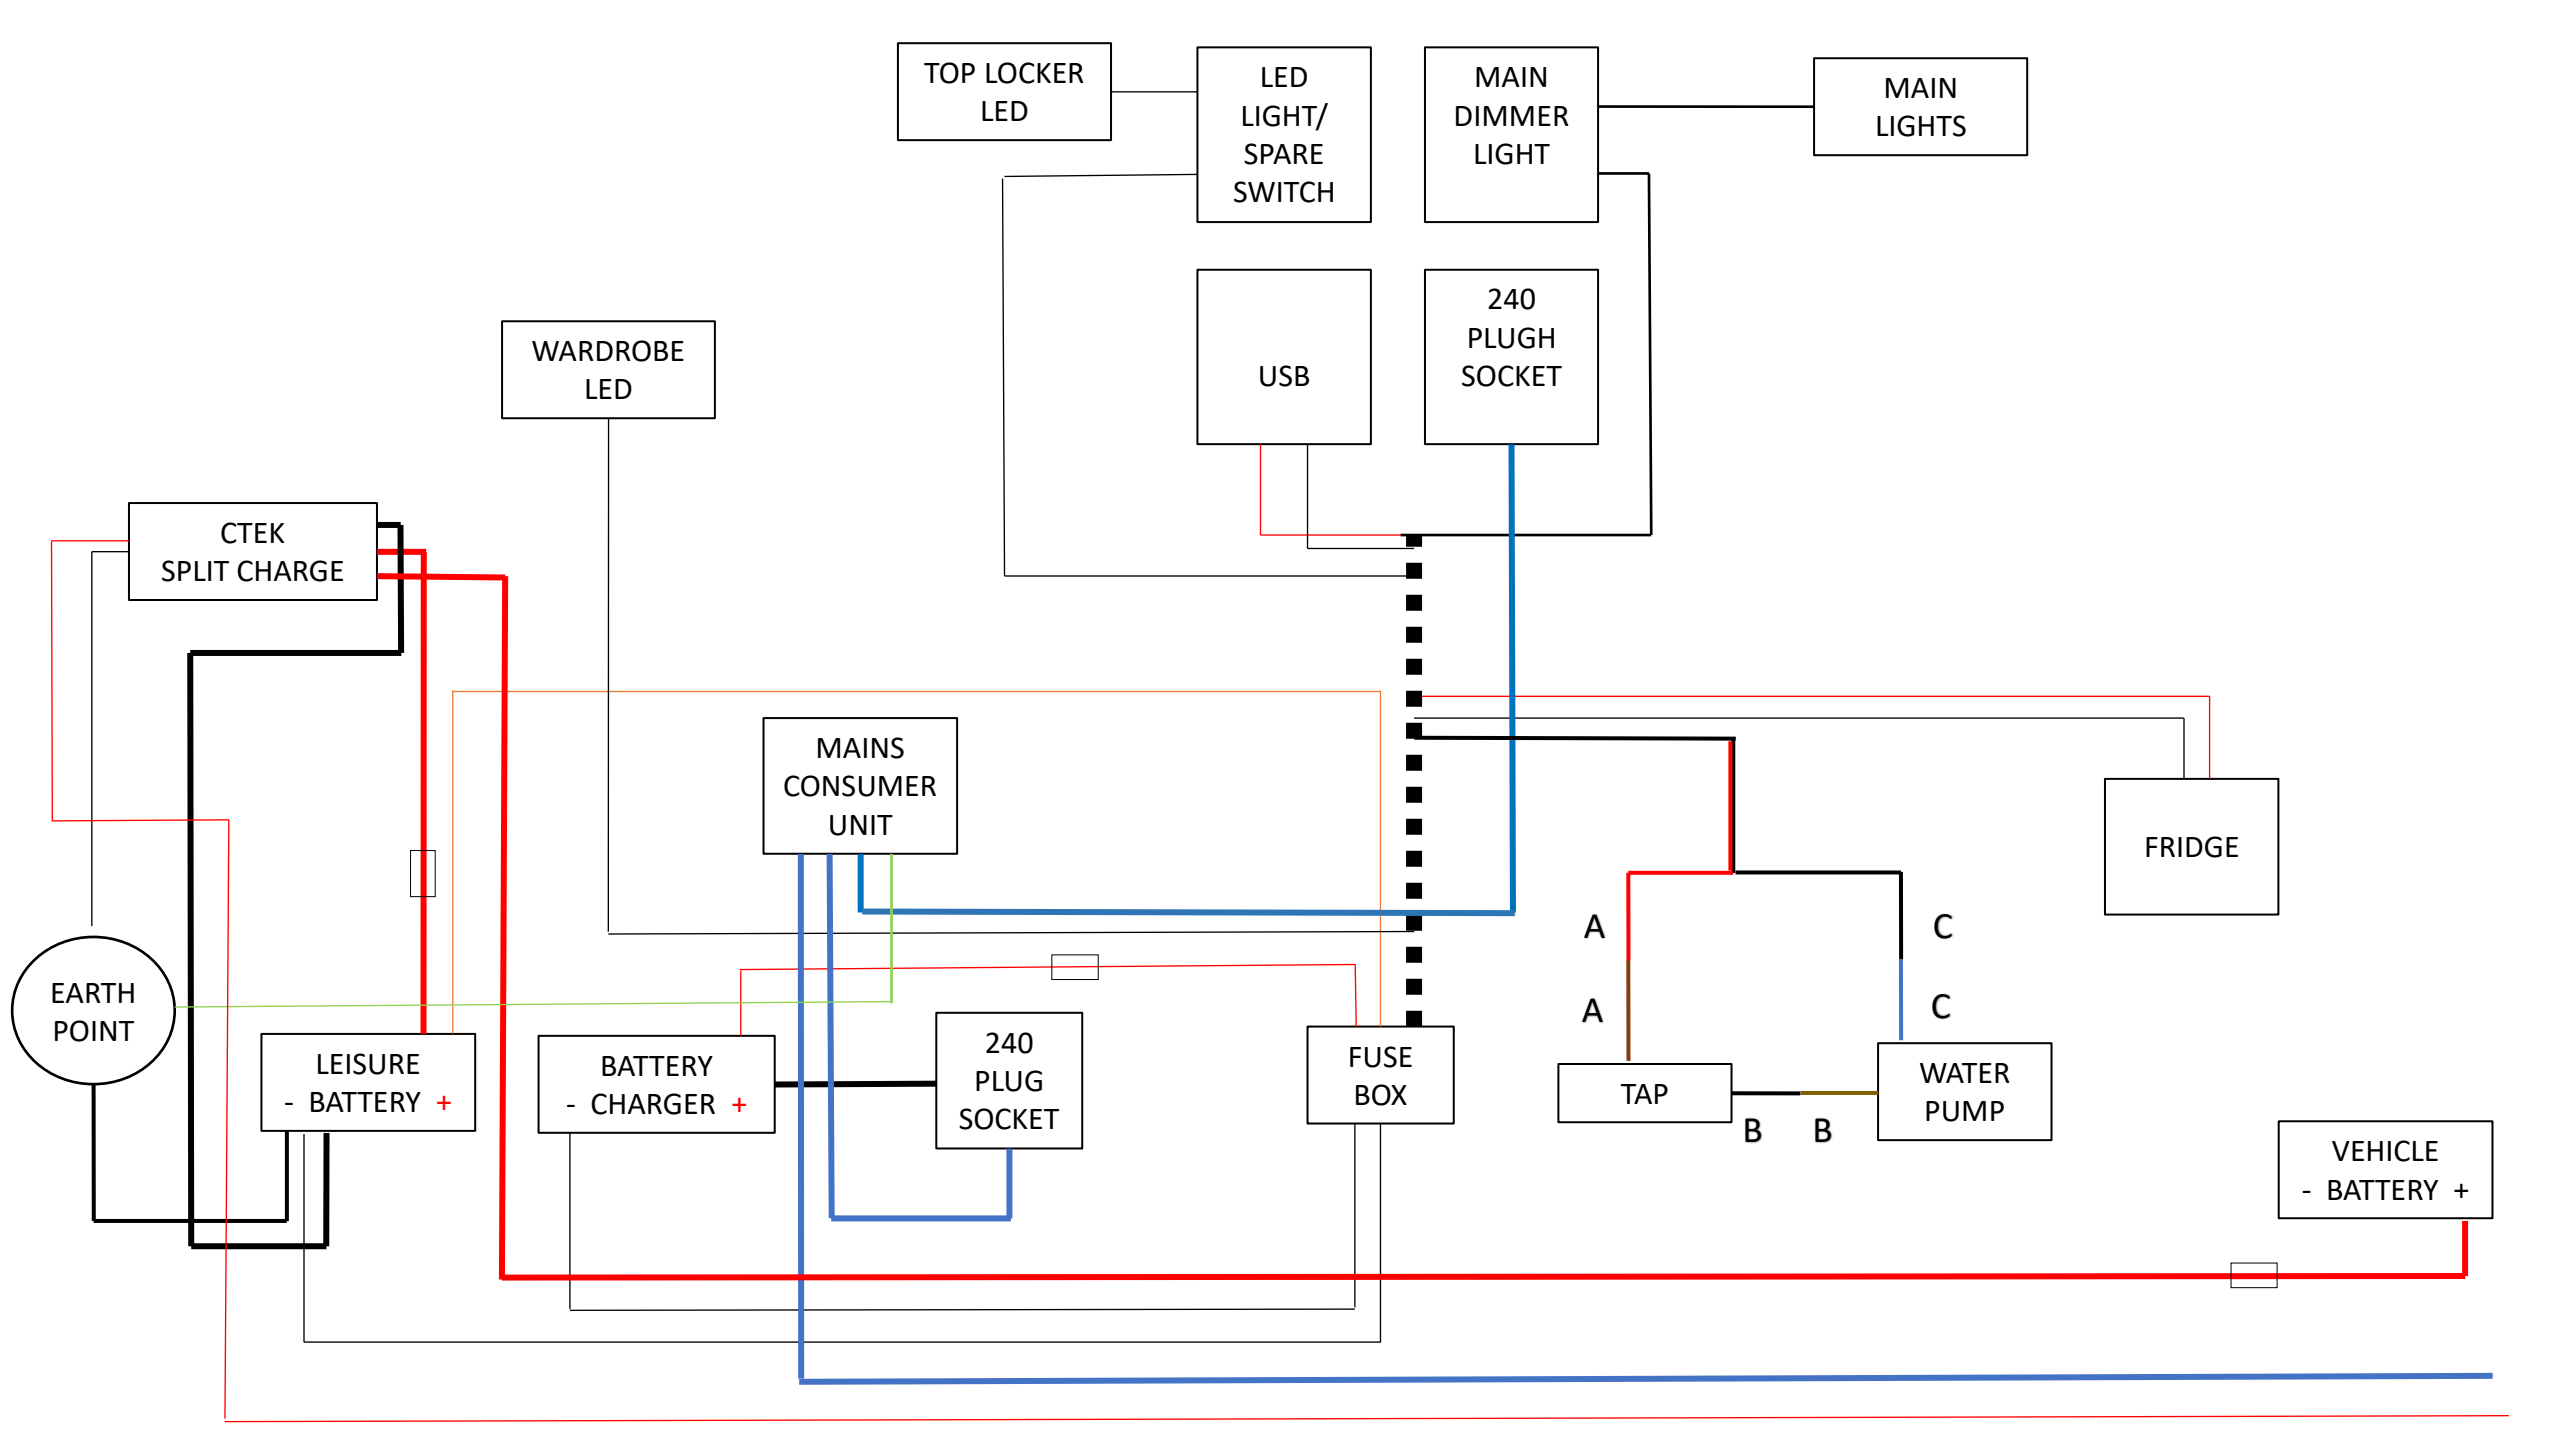 TOP LOCKER
LED
LED
LIGHT/
SPARE
SWITCH
MAIN
DIMMER
LIGHT
MAIN
LIGHTS
USB
240
PLUGH
SOCKET
WARDROBE
LED
CTEK
SPLIT CHARGE
MAINS
CONSUMER
UNIT
FRIDGE
A
C
A
C
EARTH
POINT
LEISURE
- BATTERY +
BATTERY
- CHARGER +
240
PLUG
SOCKET
FUSE
BOX
TAP
B B
WATER
PUMP
VEHICLE
- BATTERY +